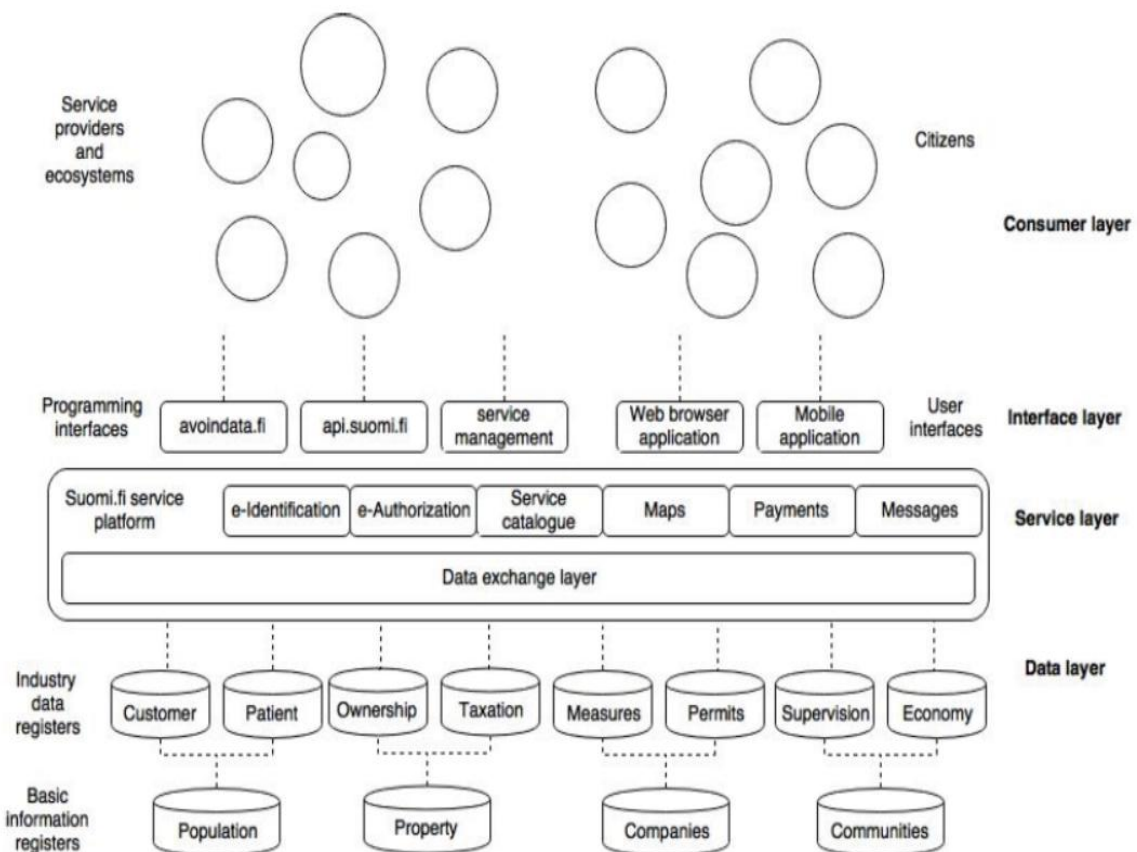 Service
providers
and
ecosystems
Citizens
Consumer layer
Programming
interfaces
avoindata.fi
api.suomi.fi
service
management
Web browser
application
Mobile
application
User
interfaces
Interface layer
Suomi.fi service
platform
e-Identification
e-Authorization
Service
catalogue
Maps
Payments
Messages
Service layer
Data exchange layer
Data layer
Industry
data
registers
Customer
Patient
Ownership
Taxation
Measures
Permits
Supervision
Economy
Basic
information
registers
Population
Property
Companies
Communities